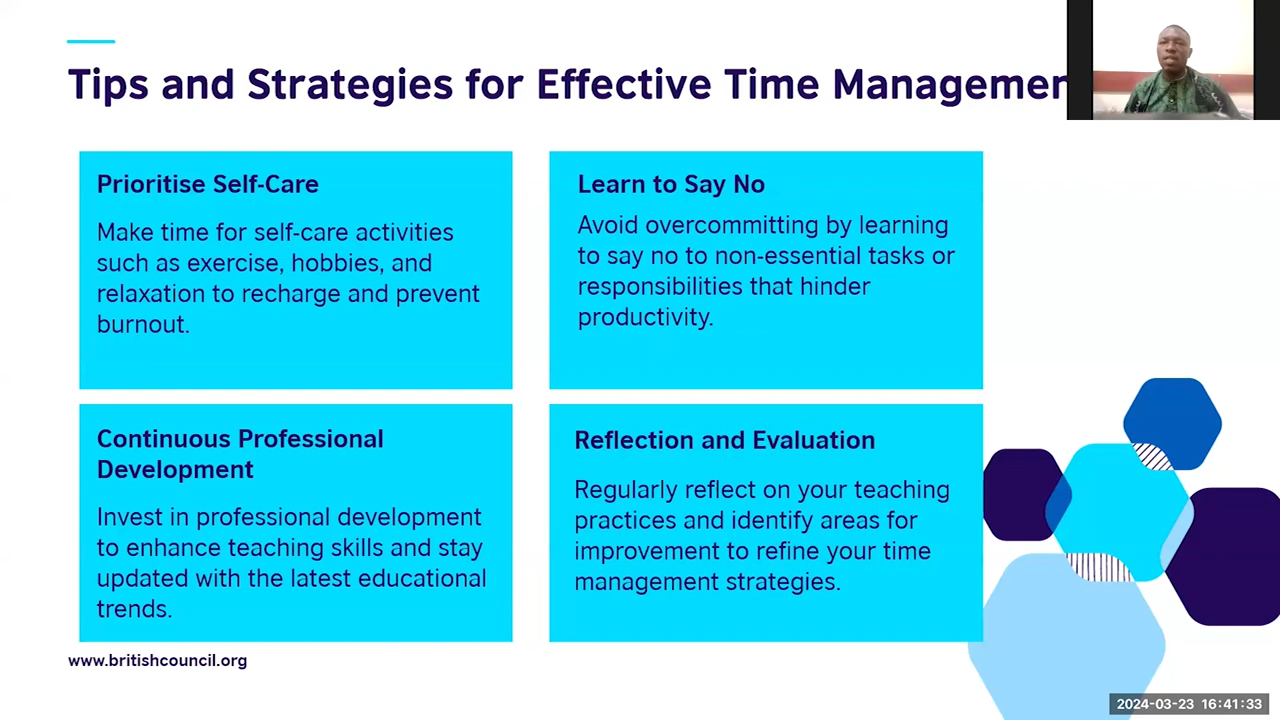 Tips and Strategies for Effective Time Managemen
Prioritise Self-Care
Make time for self-care activities
such as exercise, hobbies, and
relaxation to recharge and prevent
burnout.
Learn to Say No
Avoid overcommitting by learning
to say no to non-essential tasks or
responsibilities that hinder
productivity.
Continuous Professional
Development
Invest in professional development
to enhance teaching skills and stay
updated with the latest educational
trends.
Reflection and Evaluation
Regularly reflect on your teaching
practices and identify areas for
improvement to refine your time
management strategies.
www.britishcouncil.org
2024-03-23 16:41:33